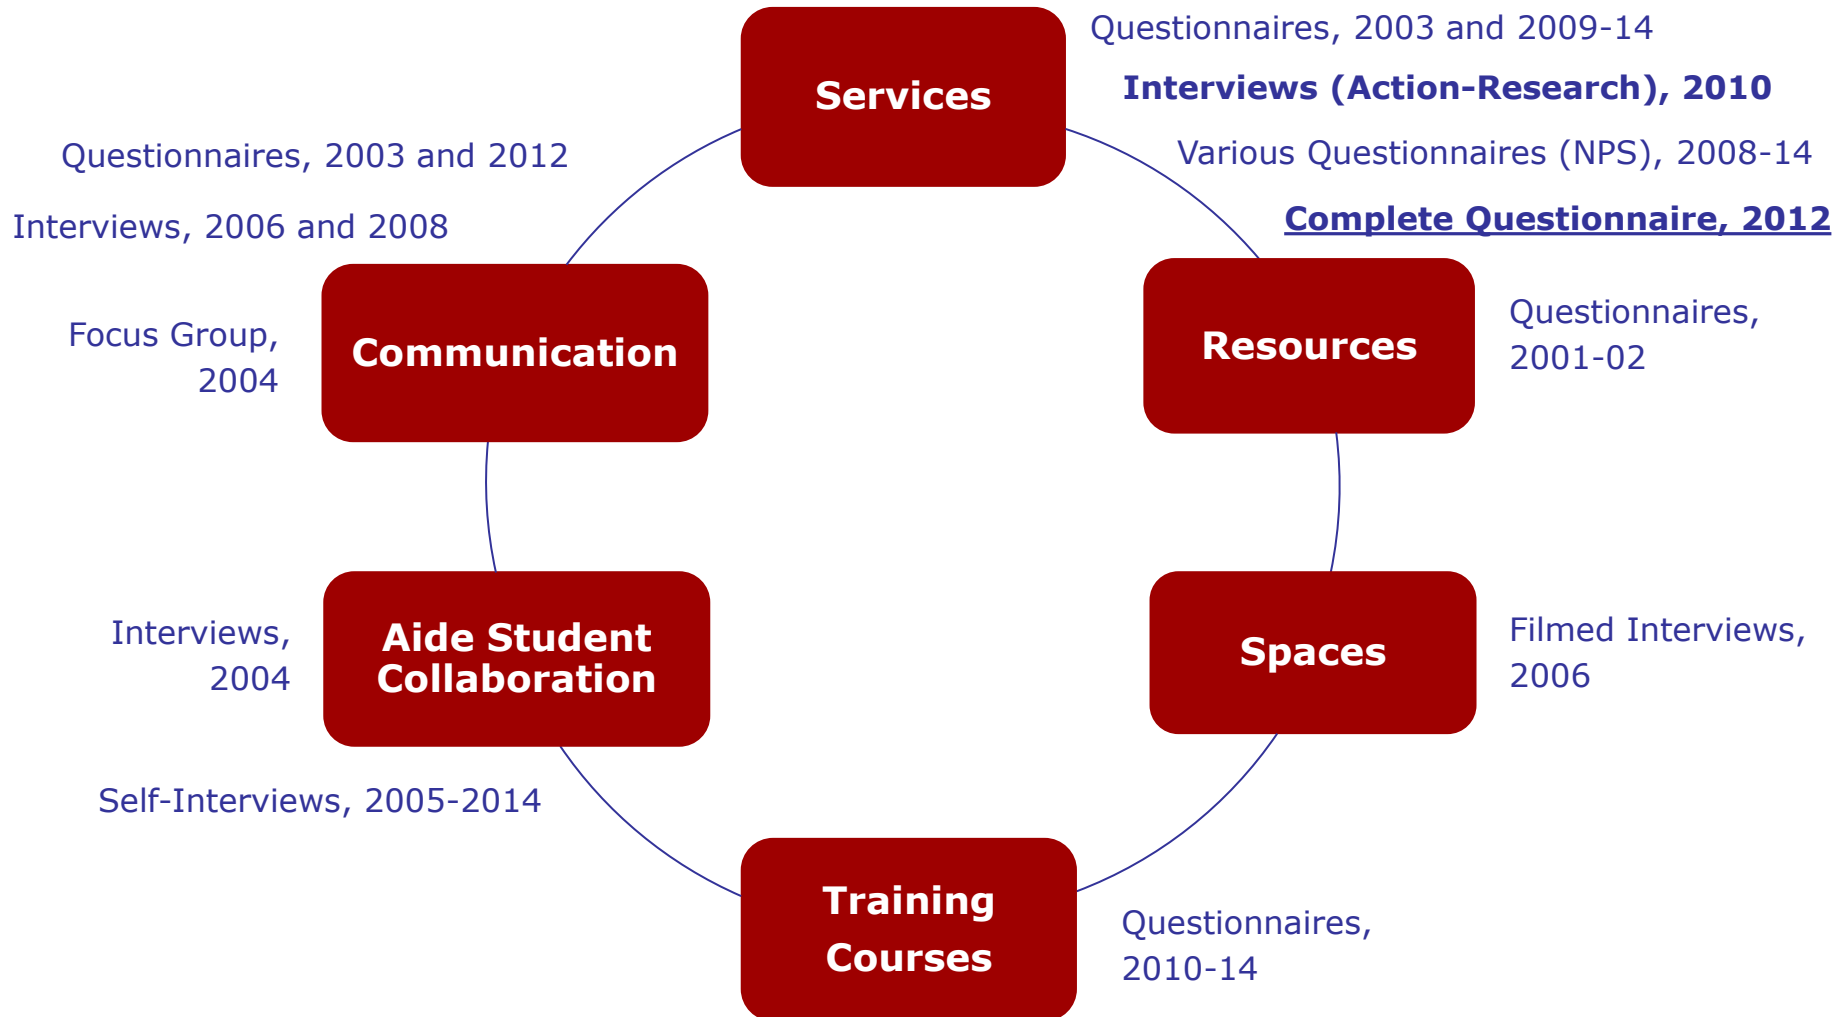 Services
Questionnaires, 2003 and 2009-14
Interviews (Action-Research), 2010
Various Questionnaires (NPS), 2008-14
Complete Questionnaire, 2012
Resources
Questionnaires,
2001-02
Spaces
Filmed Interviews,
2006
Training
Courses
Questionnaires,
2010-14
Aide Student
Collaboration
Interviews,
2004
Self-Interviews, 2005-2014
Communication
Questionnaires, 2003 and 2012
Interviews, 2006 and 2008
Focus Group,
2004